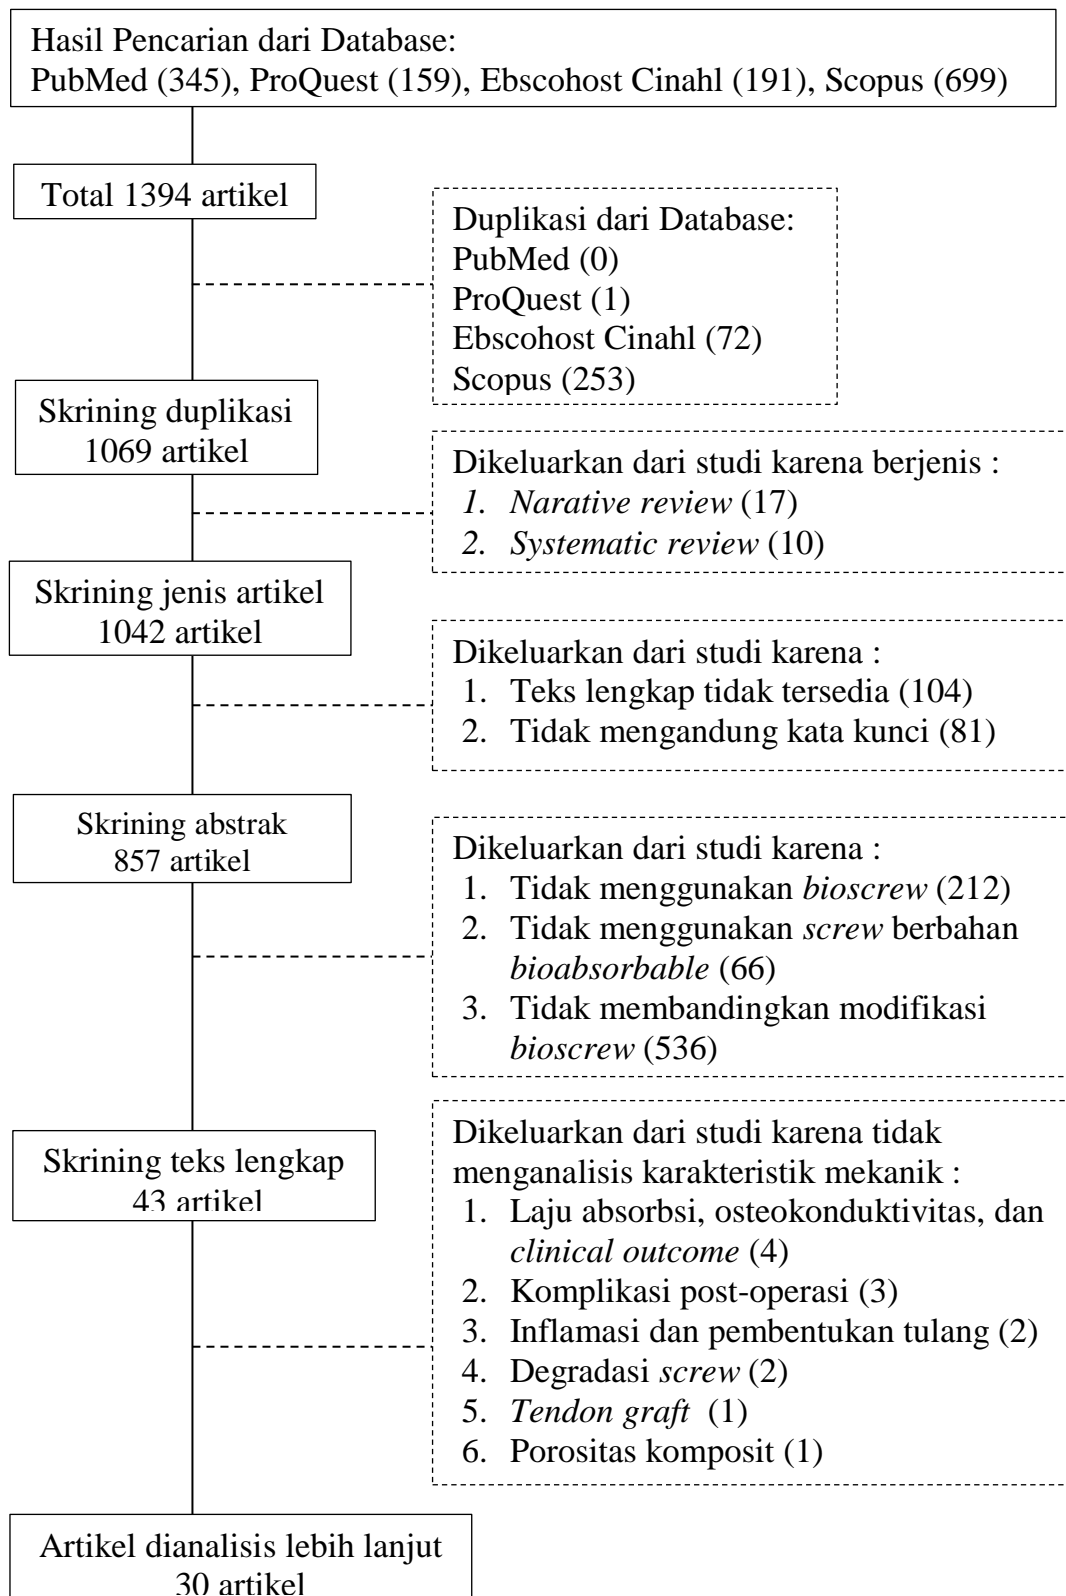 Hasil Pencarian dari Database:
PubMed (345), ProQuest (159), Ebscohost Cinahl (191), Scopus (699)
Total 1394 artikel
Duplikasi dari Database:
PubMed (0)
ProQuest (1)
Ebscohost Cinahl (72)
Scopus (253)
Skrining duplikasi
1069 artikel
Dikeluarkan dari studi karena berjenis :
1. Narative review (17)
2. Systematic review (10)
Skrining jenis artikel
1042 artikel
Dikeluarkan dari studi karena :
1. Teks lengkap tidak tersedia (104)
2. Tidak mengandung kata kunci (81)
Skrining abstrak
857 artikel
Dikeluarkan dari studi karena :
1. Tidak menggunakan bioscrew (212)
2. Tidak menggunakan screw berbahan
bioabsorbable (66)
3. Tidak membandingkan modifikasi
bioscrew (536)
Skrining teks lengkap
43 artikel
Dikeluarkan dari studi karena tidak
menganalisis karakteristik mekanik :
1. Laju absorbsi, osteokonduktivitas, dan
clinical outcome (4)
2. Komplikasi post-operasi (3)
3. Inflamasi dan pembentukan tulang (2)
4. Degradasi screw (2)
5. Tendon graft (1)
6. Porositas komposit (1)
Artikel dianalisis lebih lanjut
30 artikel